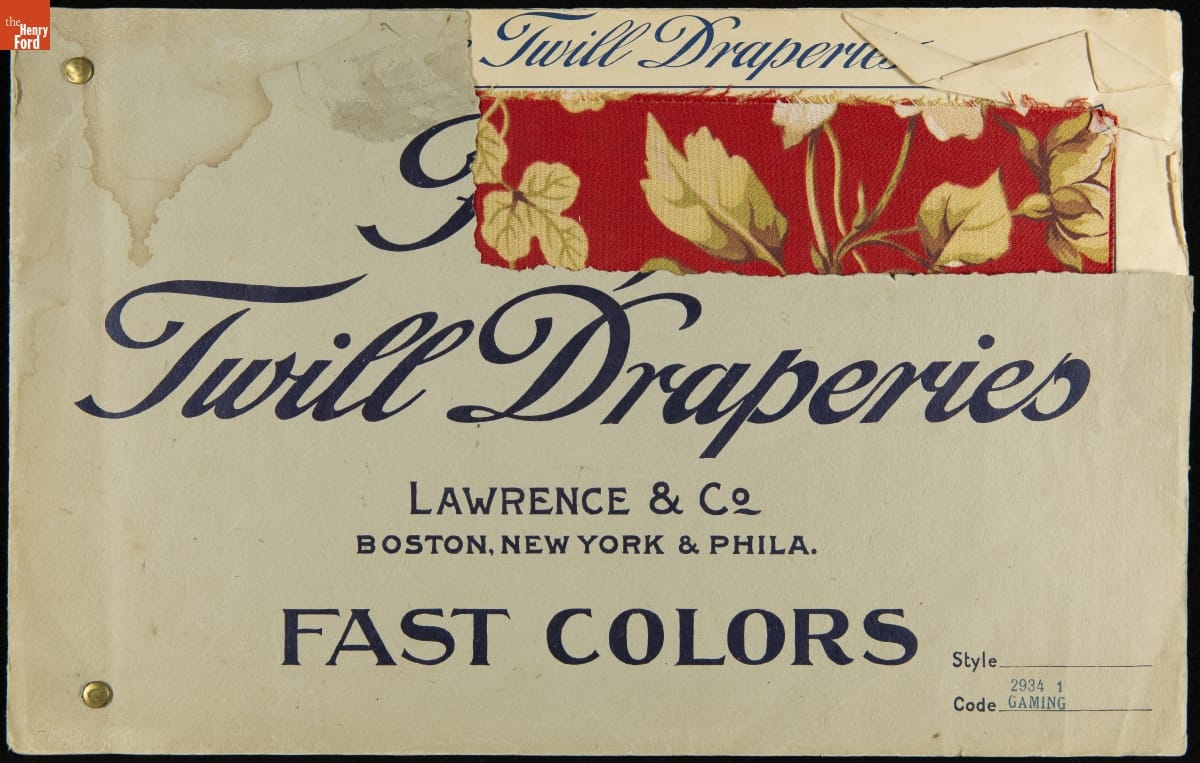 the
Henry
Ford
Twill Draperies
Twill Draperies
LAWRENCE & Co
BOSTON, NEW YORK & PHILA.
FAST COLORS
Style
2934 1
Code GAMING